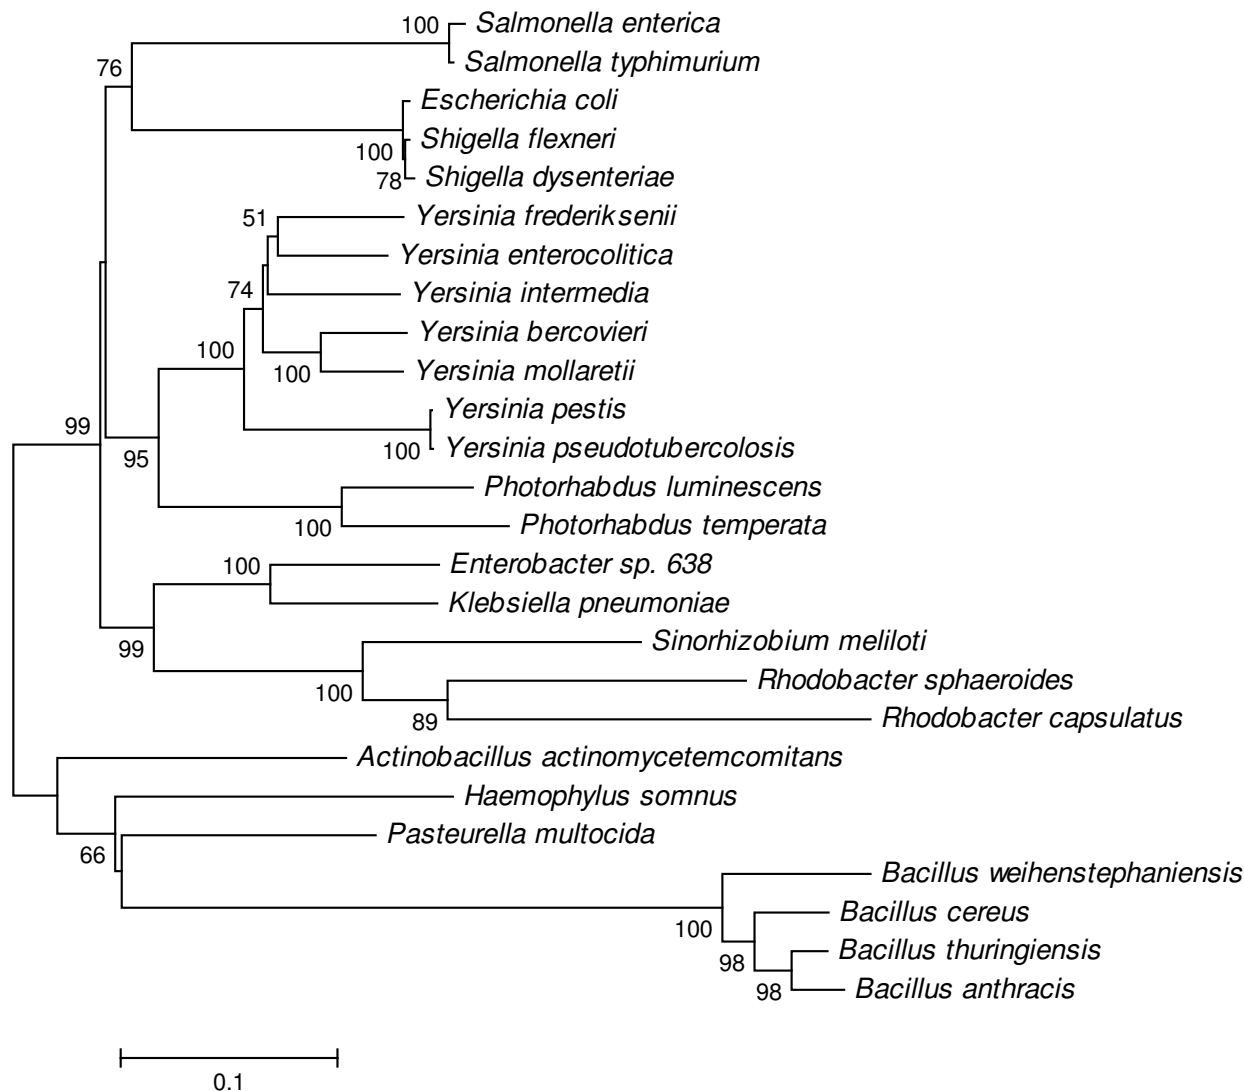 100 Salmonella enterica
Salmonella typhimurium
76
Escherichia coli
Shigella flexneri
100
78 Shigella dysenteriae
51 Yersinia frederiksenii
Yersinia enterocolitica
74 Yersinia intermedia
Yersinia bercovieri
100
100 Yersinia mollaretii
Yersinia pestis
99
100 Yersinia pseudotubercolosis
95
Photorhabdus luminescens
100 Photorhabdus temperata
100 Enterobacter sp. 638
Klebsiella pneumoniae
99
Sinorhizobium meliloti
100
Rhodobacter sphaeroides
89 Rhodobacter capsulatus
Actinobacillus actinomycetemcomitans
Haemophylus somnus
Pasteurella multocida
66
Bacillus weihenstephaniensis
Bacillus cereus
100
Bacillus thuringiensis
98
98 Bacillus anthracis
0.1